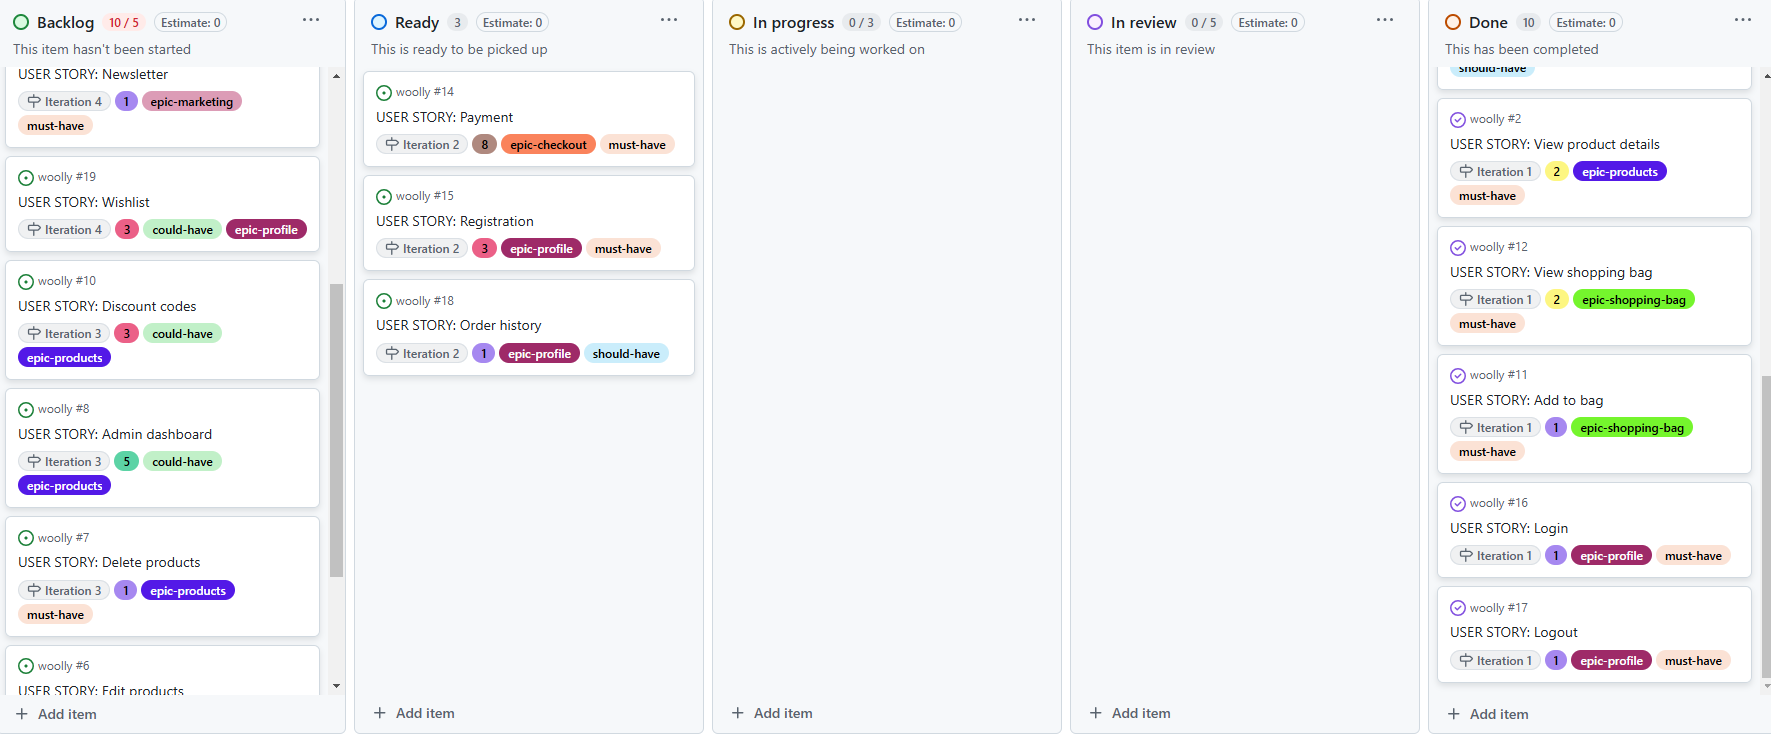 Backlog 10 / 5 Estimate: 0
This item hasn't been started
USER STORY: Newsletter
Iteration 4 1 epic-marketing
must-have
woolly #19
USER STORY: Wishlist
Iteration 4 3 could-have epic-profile
woolly #10
USER STORY: Discount codes
Iteration 3 3 could-have
epic-products
woolly #8
USER STORY: Admin dashboard
Iteration 3 5 could-have
epic-products
woolly #7
USER STORY: Delete products
Iteration 3 1 epic-products
must-have
woolly #6
USER STORY: Edit products
+ Add item
Ready 3 Estimate: 0
This is ready to be picked up
woolly #14
USER STORY: Payment
Iteration 2 8 epic-checkout must-have
woolly #15
USER STORY: Registration
Iteration 2 3 epic-profile must-have
woolly #18
USER STORY: Order history
Iteration 2 1 epic-profile should-have
+ Add item
In progress 0 / 3 Estimate: 0
This is actively being worked on
+ Add item
In review 0 / 5 Estimate: 0
This item is in review
+ Add item
Done 10 Estimate: 0
This has been completed
should-have
woolly #2
USER STORY: View product details
Iteration 1 2 epic-products
must-have
woolly #12
USER STORY: View shopping bag
Iteration 1 2 epic-shopping-bag
must-have
woolly #11
USER STORY: Add to bag
Iteration 1 1 epic-shopping-bag
must-have
woolly #16
USER STORY: Login
Iteration 1 1 epic-profile must-have
woolly #17
USER STORY: Logout
Iteration 1 1 epic-profile must-have
+ Add item